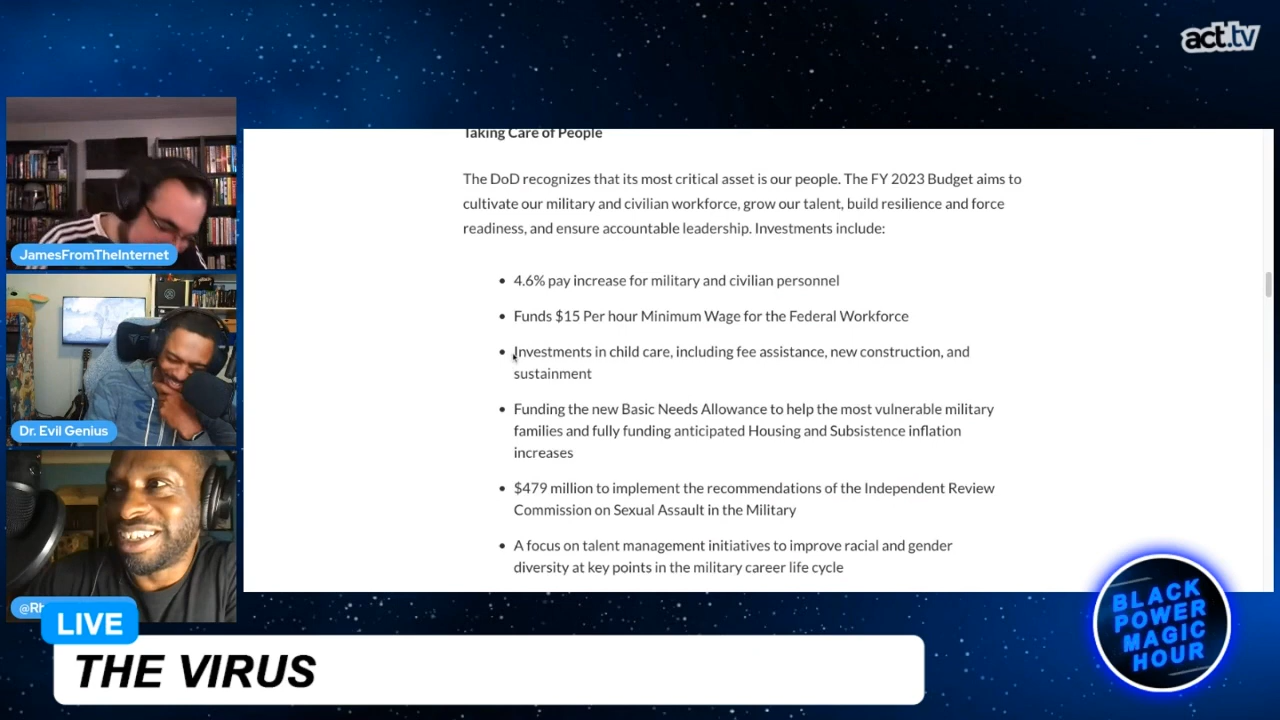 act.tv
Taking Care of People
The DoD recognizes that its most critical asset is our people. The FY 2023 Budget aims to
cultivate our military and civilian workforce, grow our talent, build resilience and force
readiness, and ensure accountable leadership. Investments include:
• 4.6% pay increase for military and civilian personnel
• Funds $15 Per hour Minimum Wage for the Federal Workforce
• Investments in child care, including fee assistance, new construction, and
sustainment
• Funding the new Basic Needs Allowance to help the most vulnerable military
families and fully funding anticipated Housing and Subsistence inflation
increases
• $479 million to implement the recommendations of the Independent Review
Commission on Sexual Assault in the Military
• A focus on talent management initiatives to improve racial and gender
diversity at key points in the military career life cycle
JamesFromTheInternet
Dr. Evil Genius
LIVE
THE VIRUS
BLACK
POWER
MAGIC
HOUR